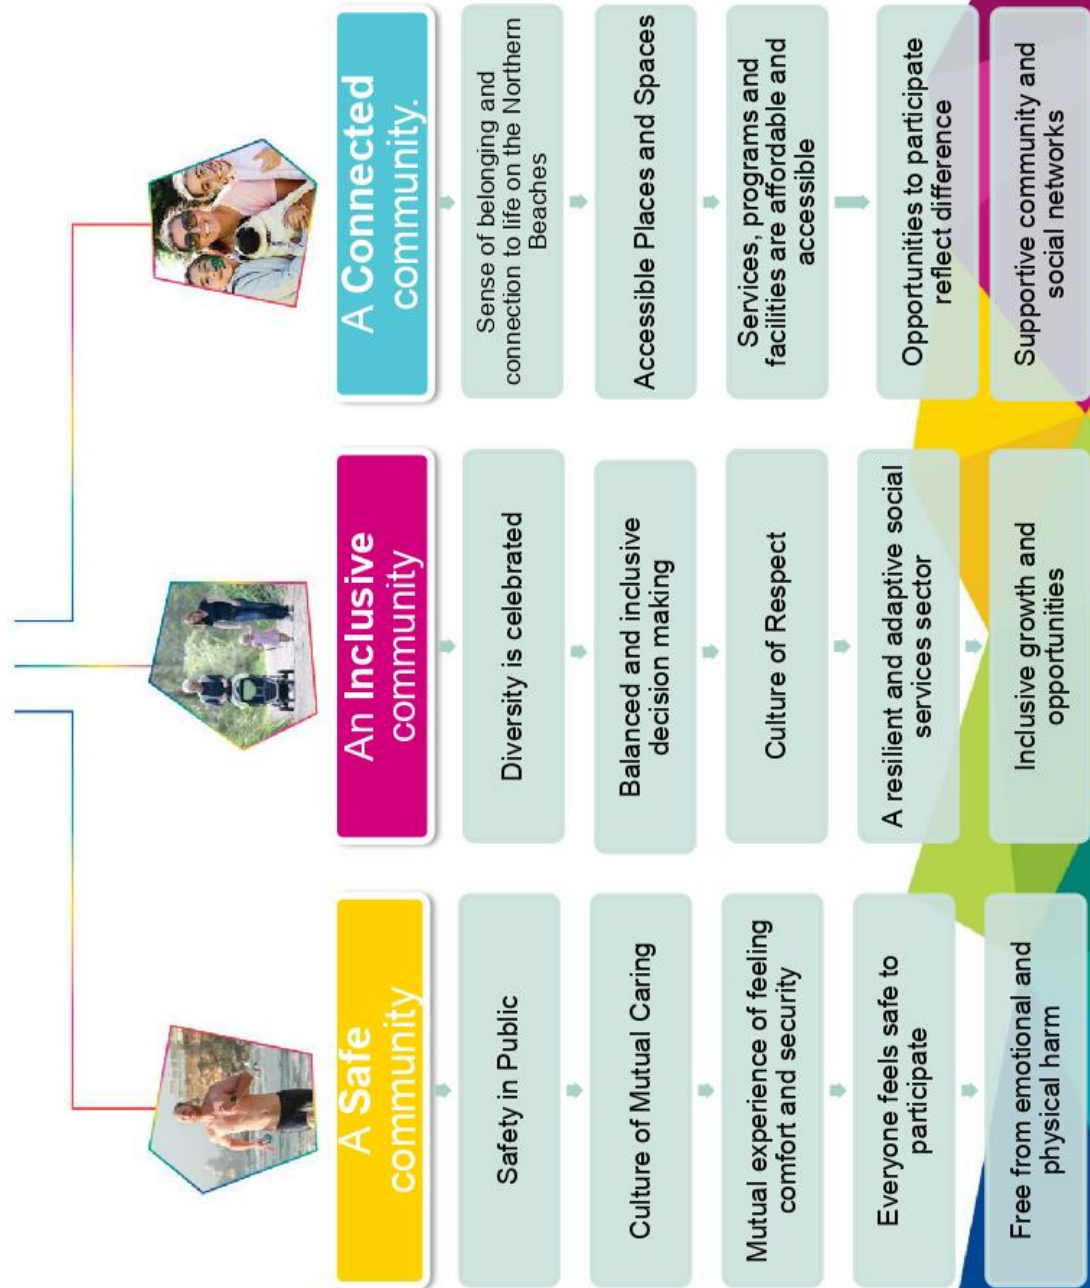 A Safe
community
Safety in Public
Culture of Mutual Caring
Mutual experience of feeling
comfort and security
Everyone feels safe to
participate
Free from emotional and
physical harm
An Inclusive
community
Diversity is celebrated
Balanced and inclusive
decision making
Culture of Respect
A resilient and adaptive social
services sector
Inclusive growth and
opportunities
A Connected
community.
Sense of belonging and
connection to life on the Northern
Beaches
Accessible Places and Spaces
Services, programs and
facilities are affordable and
accessible
Opportunities to participate
reflect difference
Supportive community and
social networks